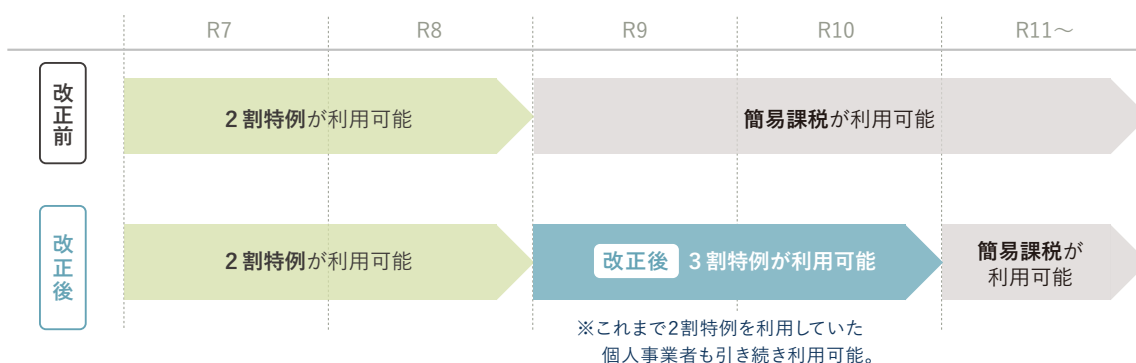 R7 R8 R9 R10 R11〜
改正前
2割特例が利用可能
簡易課税が利用可能
改正後
2割特例が利用可能
改正後 3割特例が利用可能
簡易課税が
利用可能
※これまで2割特例を利用していた
個人事業者も引き続き利用可能。